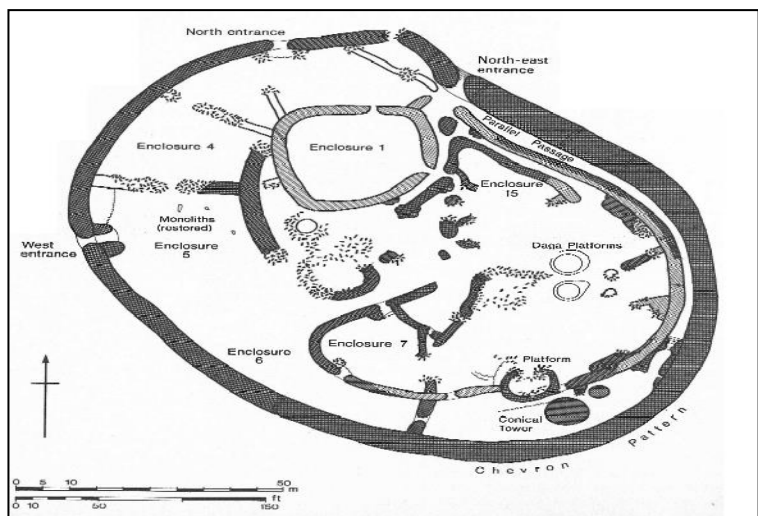 North entrance
North-east
entrance
Parallel Passage
Enclosure 4
Enclosure 1
Enclosure
15
Monoliths
(restored)
Enclosure
5
West
entrance
Daga Platforms
Enclosure
6
Enclosure 7
Platform
Conical
Tower
Chevron Pattern
0 5 10 50
m
ft
0 10 50 150